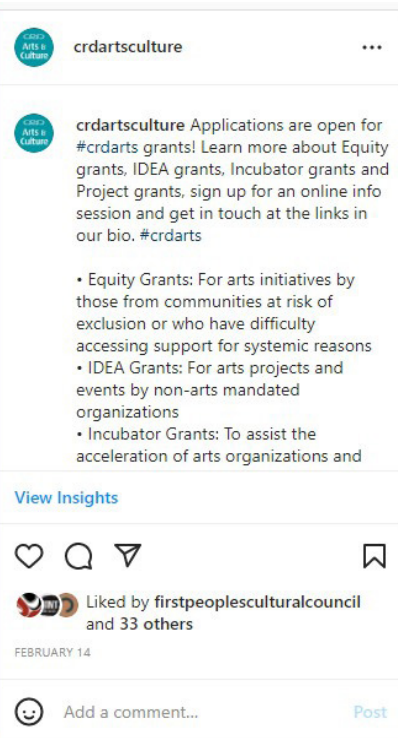 CRD
Arts &
Culture
crdartsculture
CRD
Arts &
Culture
crdartsculture Applications are open for
#crdarts grants! Learn more about Equity
grants, IDEA grants, Incubator grants and
Project grants, sign up for an online info
session and get in touch at the links in
our bio. #crdarts
• Equity Grants: For arts initiatives by
those from communities at risk of
exclusion or who have difficulty
accessing support for systemic reasons
• IDEA Grants: For arts projects and
events by non-arts mandated
organizations
• Incubator Grants: To assist the
acceleration of arts organizations and
View Insights
Liked by firstpeoplesculturalcouncil
and 33 others
FEBRUARY 14
Add a comment...
Post